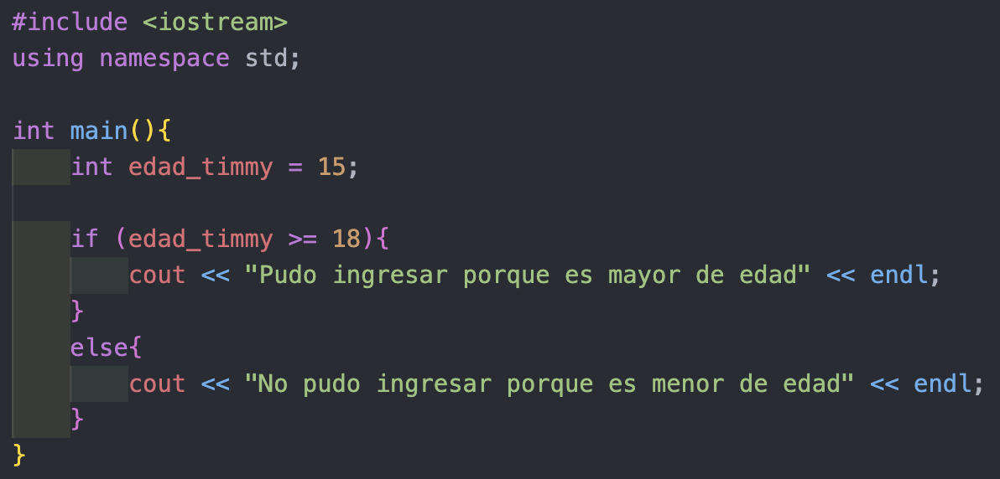 #include <iostream>
using namespace std;
int main(){
    int edad_timmy = 15;
    if (edad_timmy >= 18){
        cout << "Pudo ingresar porque es mayor de edad" << endl;
    }
    else{
        cout << "No pudo ingresar porque es menor de edad" << endl;
    }
}